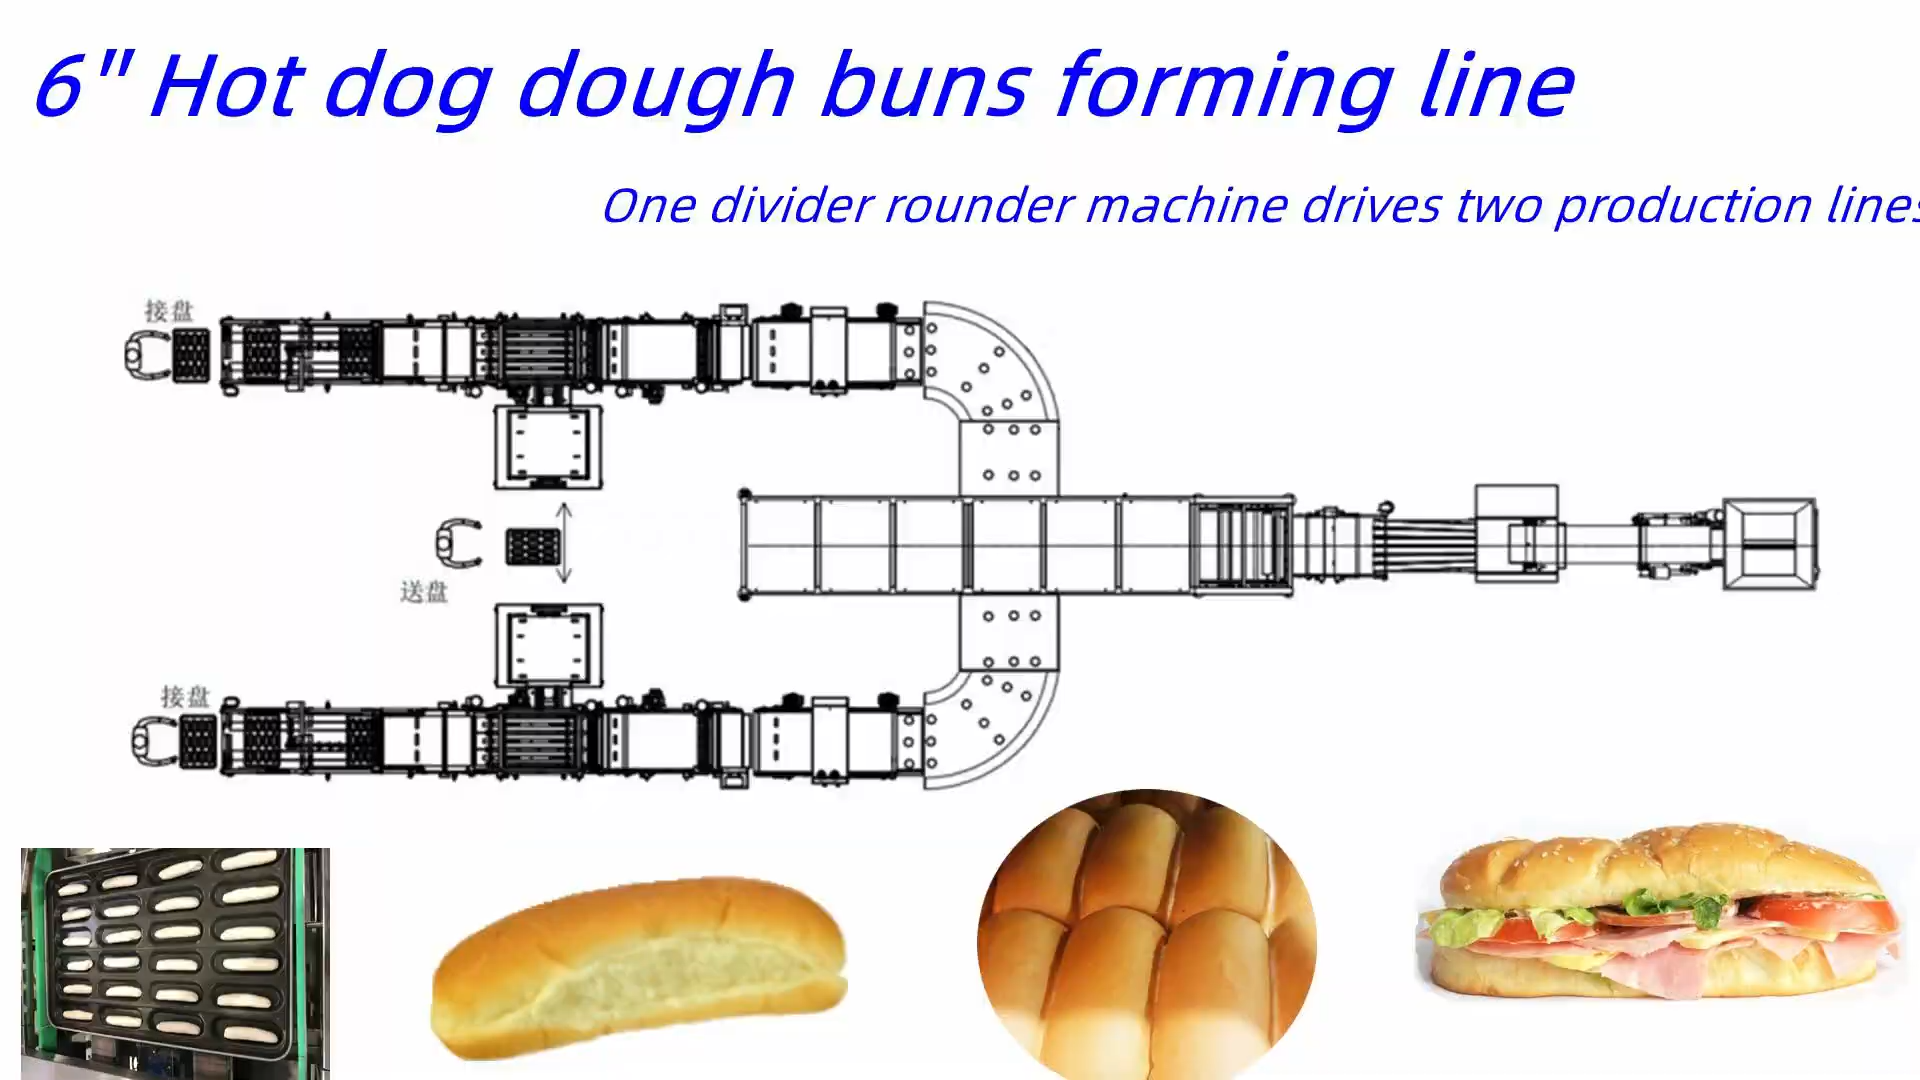 6" Hot dog dough buns forming line
One divider rounder machine drives two production lines
接盘
送盘
接盘